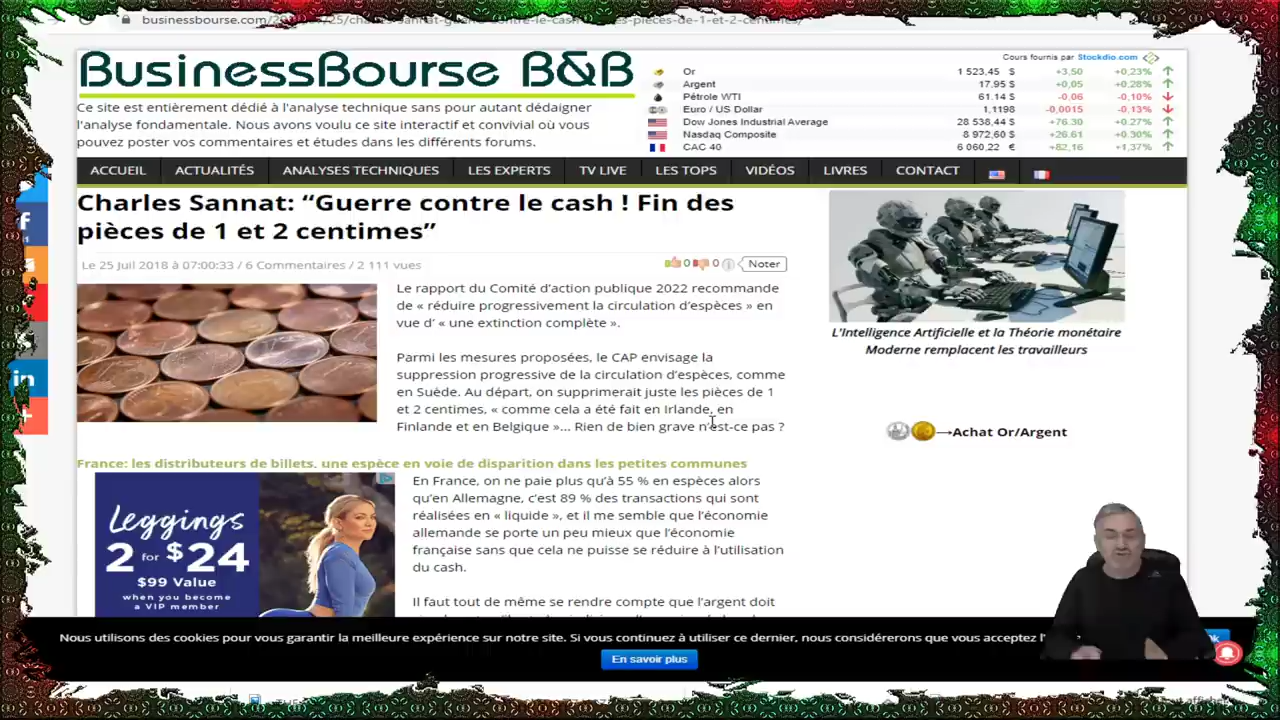 businessbourse.com/
BusinessBourse B&B
Ce site est entièrement dédié à l'analyse technique sans pour autant dédaigner
l'analyse fondamentale. Nous avons voulu ce site interactif et convivial où vous
pouvez poster vos commentaires et études dans les différents forums.
Cours fournis par Stockdio.com
Or 1 523,45 $ +3,50 +0,23%
Argent 17,95 $ +0,05 +0,28%
Pétrole WTI 61.14 $ -0,06 -0,10%
Euro / US Dollar 1,1198 -0,0015 -0,13%
Dow Jones Industrial Average 28 538,44 $ +76,30 +0.27%
Nasdaq Composite 8 972,60 $ +26.61 +0.30%
CAC 40 6 060,22 € +82,16 +1,37%
ACCUEIL ACTUALITÉS ANALYSES TECHNIQUES LES EXPERTS TV LIVE LES TOPS VIDÉOS LIVRES CONTACT
Charles Sannat: “Guerre contre le cash ! Fin des
pièces de 1 et 2 centimes”
Le 25 Juil 2018 à 07:00:33 / 6 Commentaires / 2 111 vues
0 0 Noter
Le rapport du Comité d’action publique 2022 recommande
de « réduire progressivement la circulation d’espèces » en
vue d’ « une extinction complète ».
Parmi les mesures proposées, le CAP envisage la
suppression progressive de la circulation d’espèces, comme
en Suède. Au départ, on supprimerait juste les pièces de 1
et 2 centimes, « comme cela a été fait en Irlande, en
Finlande et en Belgique »… Rien de bien grave n’est-ce pas ?
France: les distributeurs de billets, une espèce en voie de disparition dans les petites communes
En France, on ne paie plus qu’à 55 % en espèces alors
qu’en Allemagne, c’est 89 % des transactions qui sont
réalisées en « liquide », et il me semble que l’économie
allemande se porte un peu mieux que l’économie
française sans que cela ne puisse se réduire à l’utilisation
du cash.
Il faut tout de même se rendre compte que l’argent doit
Leggings
2 for $24
$99 Value
when you become
a VIP member
L'Intelligence Artificielle et la Théorie monétaire
Moderne remplacent les travailleurs
→Achat Or/Argent
f
in
Nous utilisons des cookies pour vous garantir la meilleure expérience sur notre site. Si vous continuez à utiliser ce dernier, nous considérerons que vous acceptez
En savoir plus